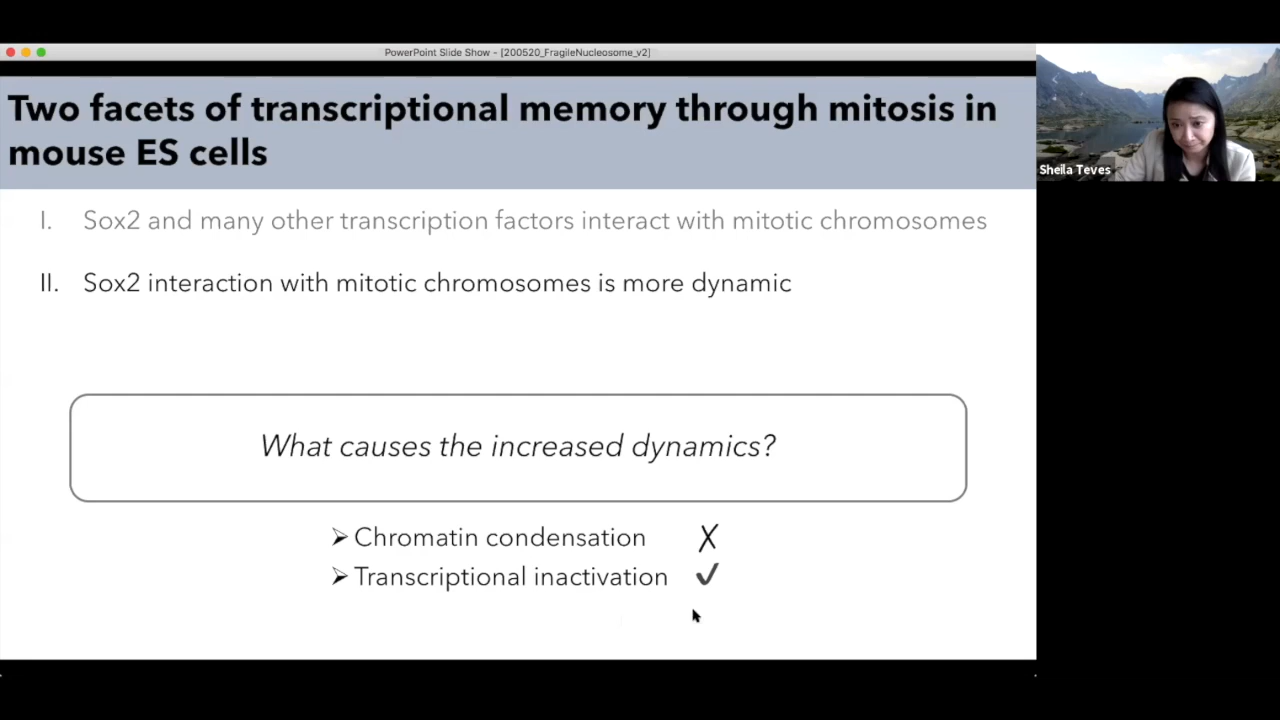 PowerPoint Slide Show - [200520_FragileNucleosome_v2]
Two facets of transcriptional memory through mitosis in
mouse ES cells
Sheila Teves
I. Sox2 and many other transcription factors interact with mitotic chromosomes
II. Sox2 interaction with mitotic chromosomes is more dynamic
What causes the increased dynamics?
➢ Chromatin condensation X
➢ Transcriptional inactivation ✓